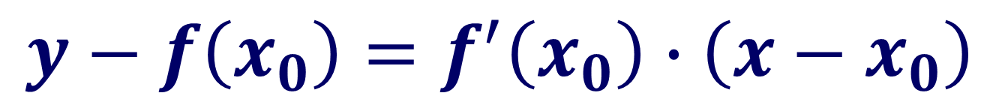 y − f(x₀) = f′(x₀) · (x − x₀)